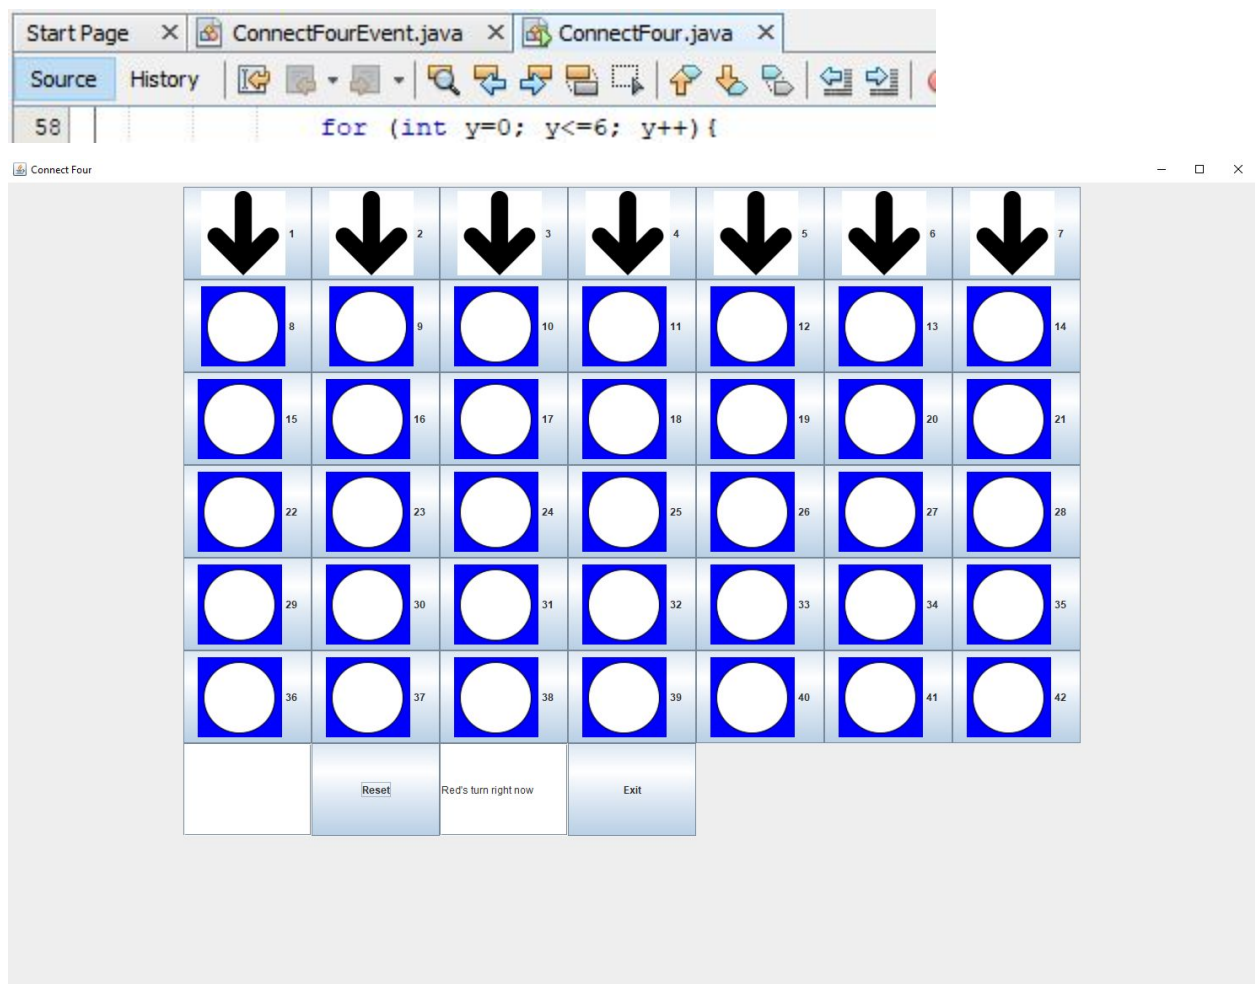 Start Page ConnectFourEvent.java ConnectFour.java
Source History
58 for (int y=0; y<=6; y++){
Connect Four
1 2 3 4 5 6 7
8 9 10 11 12 13 14
15 16 17 18 19 20 21
22 23 24 25 26 27 28
29 30 31 32 33 34 35
36 37 38 39 40 41 42
Reset Red's turn right now Exit